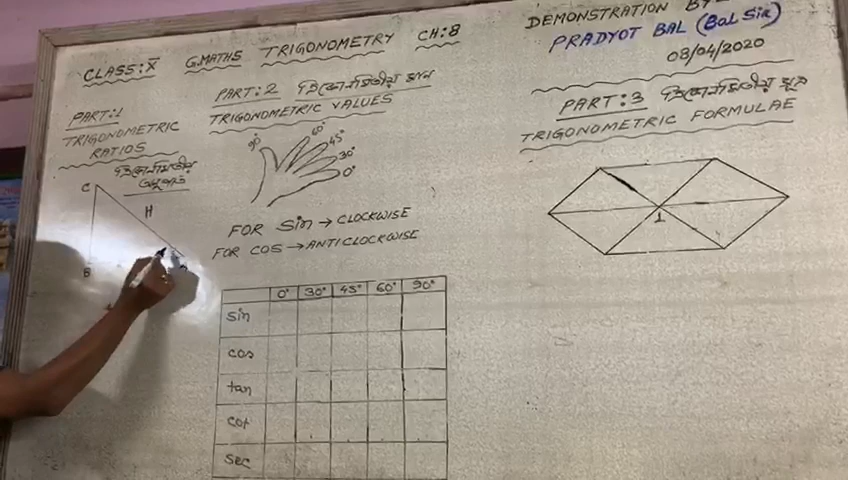 DEMONSTRATION BY
CLASS: X G.MATHS TRIGONOMETRY CH:8
PRADYOT BAL (Bal Sir)
08/04/2020
PART:1
TRIGONOMETRIC
RATIOS
ত্রিকোণমিতীয়
অনুপাত
C
H
B
PART:2 ত্রিকোণমিতীয় মান
TRIGONOMETRIC VALUES
90° 60° 45° 30° 0°
FOR Sin → CLOCKWISE
FOR COS → ANTICLOCKWISE
0° 30° 45° 60° 90°
sin
cos
tan
cot
sec
PART:3 ত্রিকোণমিতীয় সূত্র
TRIGONOMETRIC FORMULAE
1